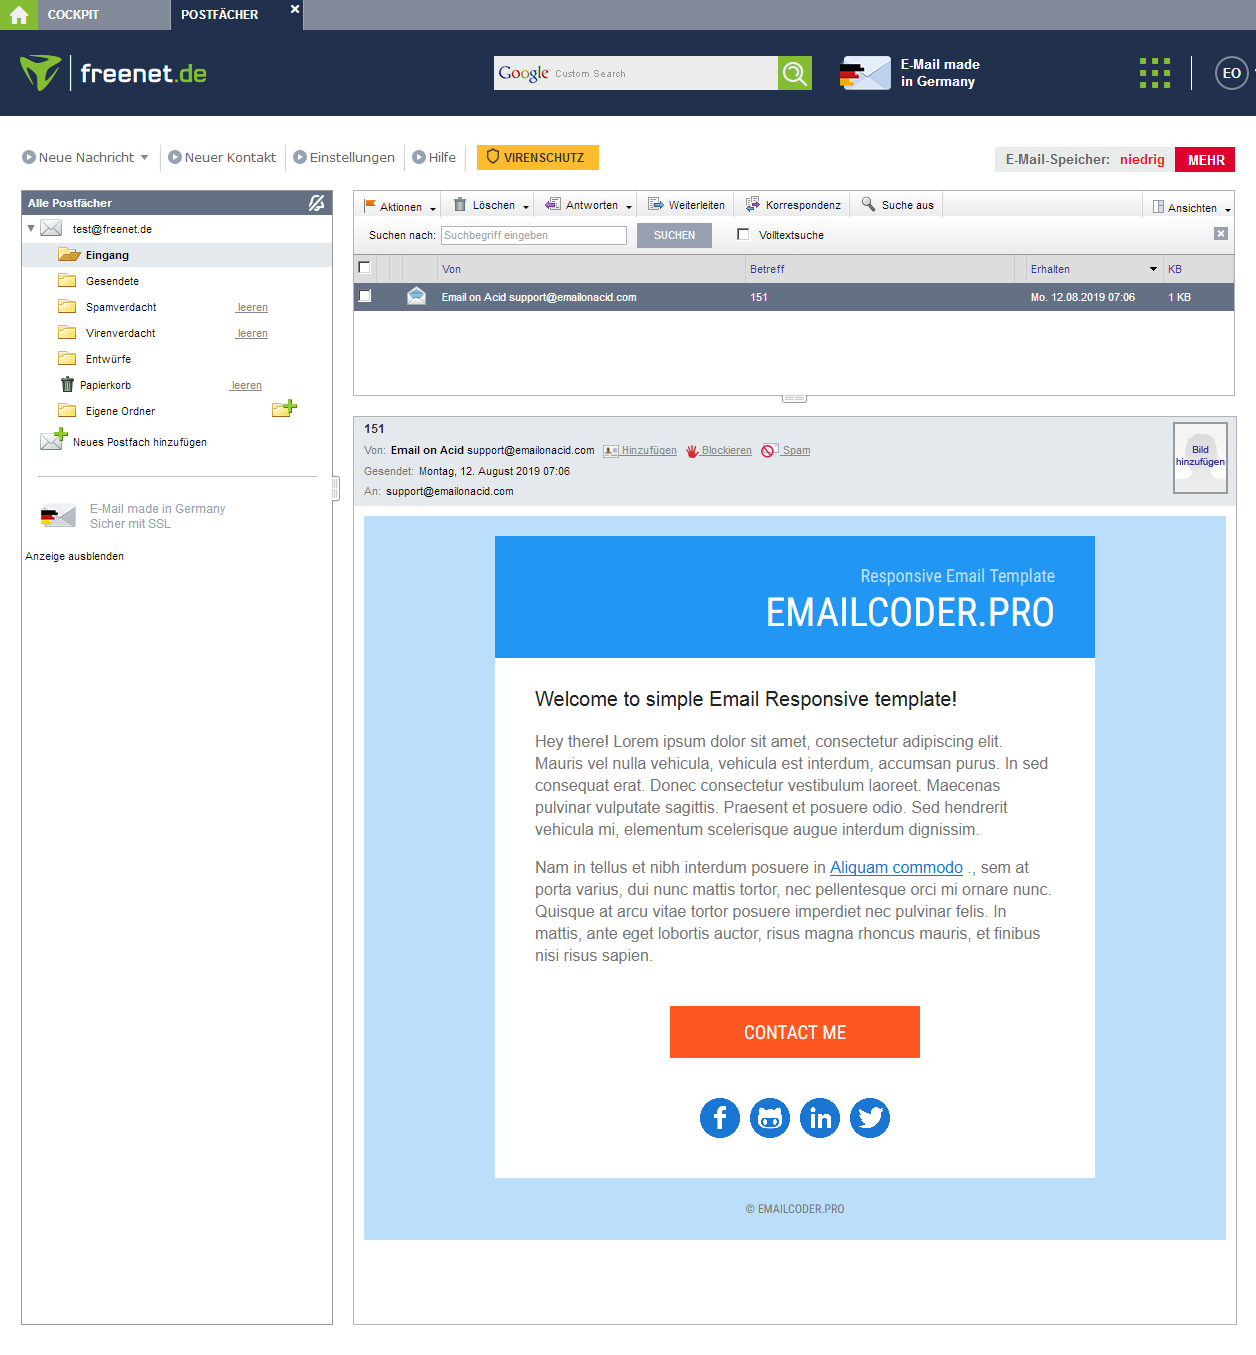 COCKPIT
POSTFÄCHER
freenet.de
Google Custom Search
E-Mail made
in Germany
EO
Neue Nachricht
Neuer Kontakt
Einstellungen
Hilfe
VIRENSCHUTZ
E-Mail-Speicher: niedrig
MEHR
Alle Postfächer
test@freenet.de
Eingang
Gesendete
Spamverdacht leeren
Virenverdacht leeren
Entwürfe
Papierkorb leeren
Eigene Ordner
Neues Postfach hinzufügen
E-Mail made in Germany
Sicher mit SSL
Anzeige ausblenden
Aktionen
Löschen
Antworten
Weiterleiten
Korrespondenz
Suche aus
Ansichten
Suchen nach: Suchbegriff eingeben
SUCHEN
Volltextsuche
Von Betreff Erhalten KB
Email on Acid support@emailonacid.com 151 Mo. 12.08.2019 07:06 1 KB
151
Von: Email on Acid support@emailonacid.com Hinzufügen Blockieren Spam
Gesendet: Montag, 12. August 2019 07:06
An: support@emailonacid.com
Bild
hinzufügen
Responsive Email Template
EMAILCODER.PRO
Welcome to simple Email Responsive template!
Hey there! Lorem ipsum dolor sit amet, consectetur adipiscing elit.
Mauris vel nulla vehicula, vehicula est interdum, accumsan purus. In sed
consequat erat. Donec consectetur vestibulum laoreet. Maecenas
pulvinar vulputate sagittis. Praesent et posuere odio. Sed hendrerit
vehicula mi, elementum scelerisque augue interdum dignissim.
Nam in tellus et nibh interdum posuere in Aliquam commodo ., sem at
porta varius, dui nunc mattis tortor, nec pellentesque orci mi ornare nunc.
Quisque at arcu vitae tortor posuere imperdiet nec pulvinar felis. In
mattis, ante eget lobortis auctor, risus magna rhoncus mauris, et finibus
nisi risus sapien.
CONTACT ME
© EMAILCODER.PRO